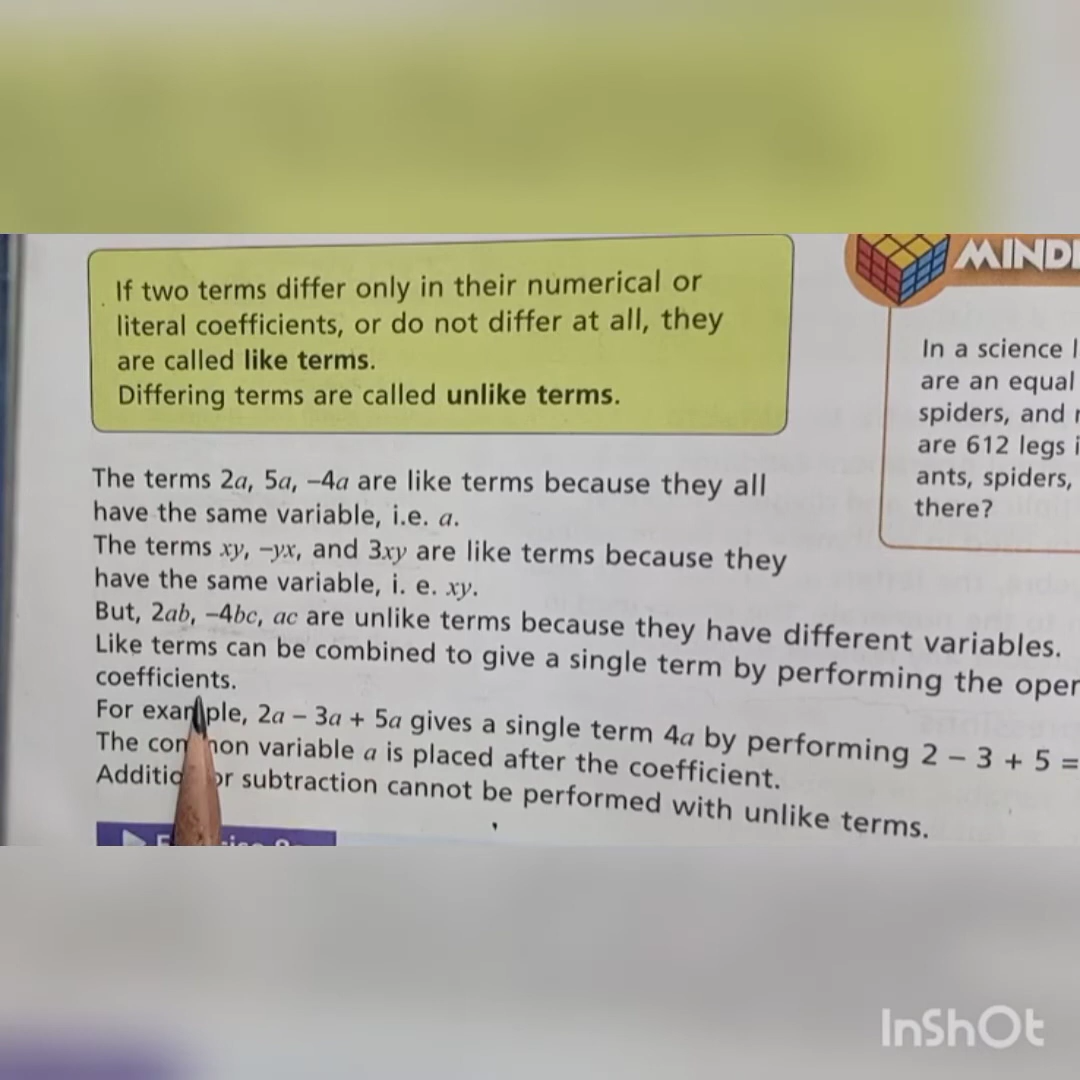 If two terms differ only in their numerical or
literal coefficients, or do not differ at all, they
are called like terms.
Differing terms are called unlike terms.
The terms 2a, 5a, –4a are like terms because they all
have the same variable, i.e. a.
The terms xy, –yx, and 3xy are like terms because they
have the same variable, i. e. xy.
But, 2ab, –4bc, ac are unlike terms because they have different variables.
Like terms can be combined to give a single term by performing the
coefficients.
For example, 2a – 3a + 5a gives a single term 4a by performing 2 – 3 + 5 =
The common variable a is placed after the coefficient.
Addition or subtraction cannot be performed with unlike terms.
In a science
are an equal
spiders, and
are 612 legs
ants, spiders,
there?
InShOt